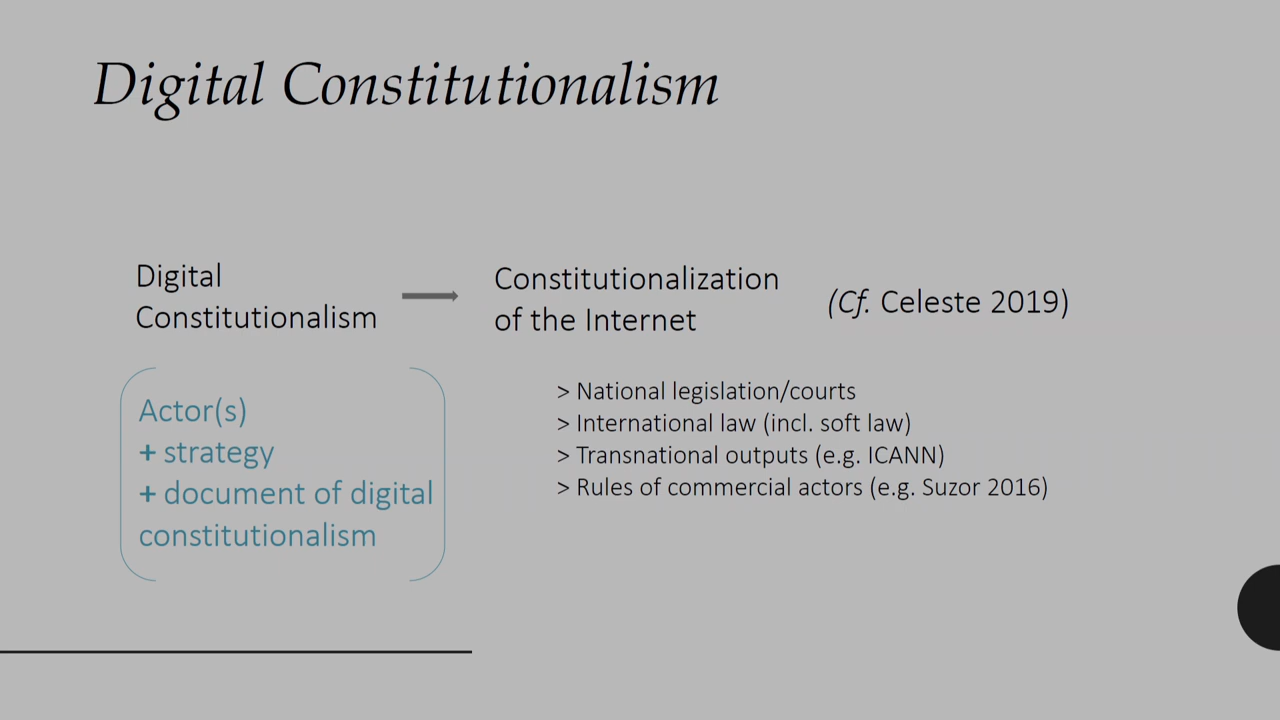 Digital Constitutionalism
Digital
Constitutionalism
Constitutionalization
of the Internet
(Cf. Celeste 2019)
Actor(s)
+ strategy
+ document of digital
constitutionalism
> National legislation/courts
> International law (incl. soft law)
> Transnational outputs (e.g. ICANN)
> Rules of commercial actors (e.g. Suzor 2016)